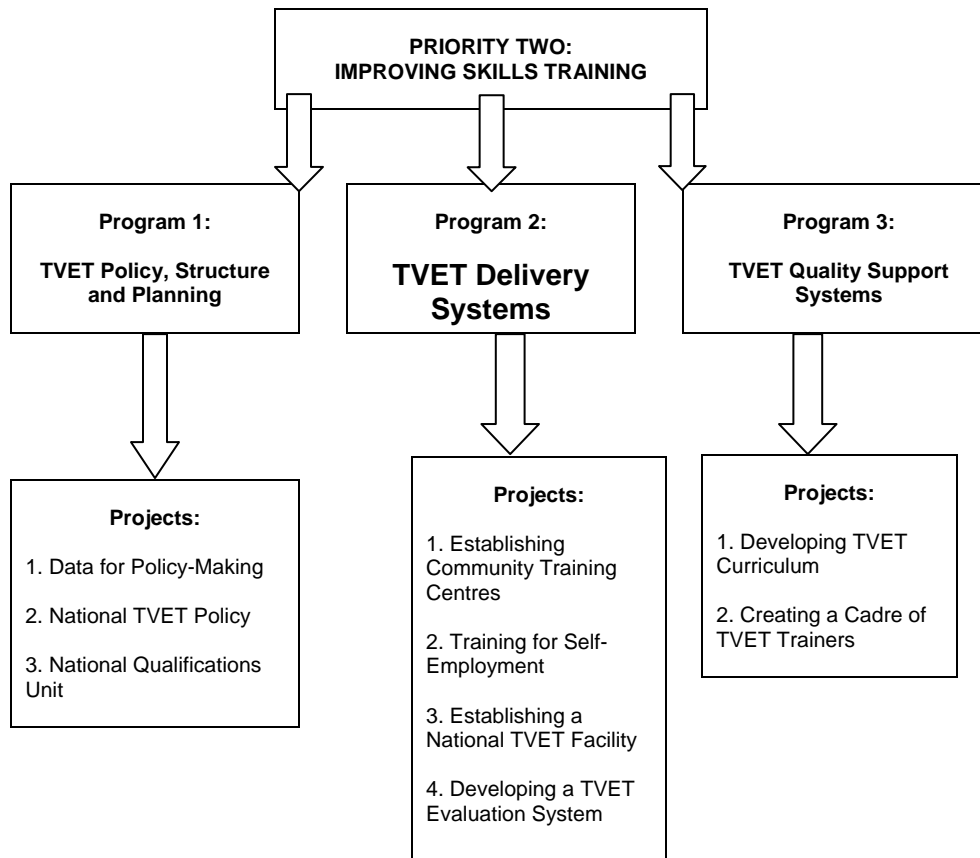 PRIORITY TWO:
IMPROVING SKILLS TRAINING
Program 1:
TVET Policy, Structure
and Planning
Program 2:
TVET Delivery
Systems
Program 3:
TVET Quality Support
Systems
Projects:
1. Data for Policy-Making
2. National TVET Policy
3. National Qualifications
Unit
Projects:
1. Establishing
Community Training
Centres
2. Training for Self-
Employment
3. Establishing a
National TVET Facility
4. Developing a TVET
Evaluation System
Projects:
1. Developing TVET
Curriculum
2. Creating a Cadre of
TVET Trainers